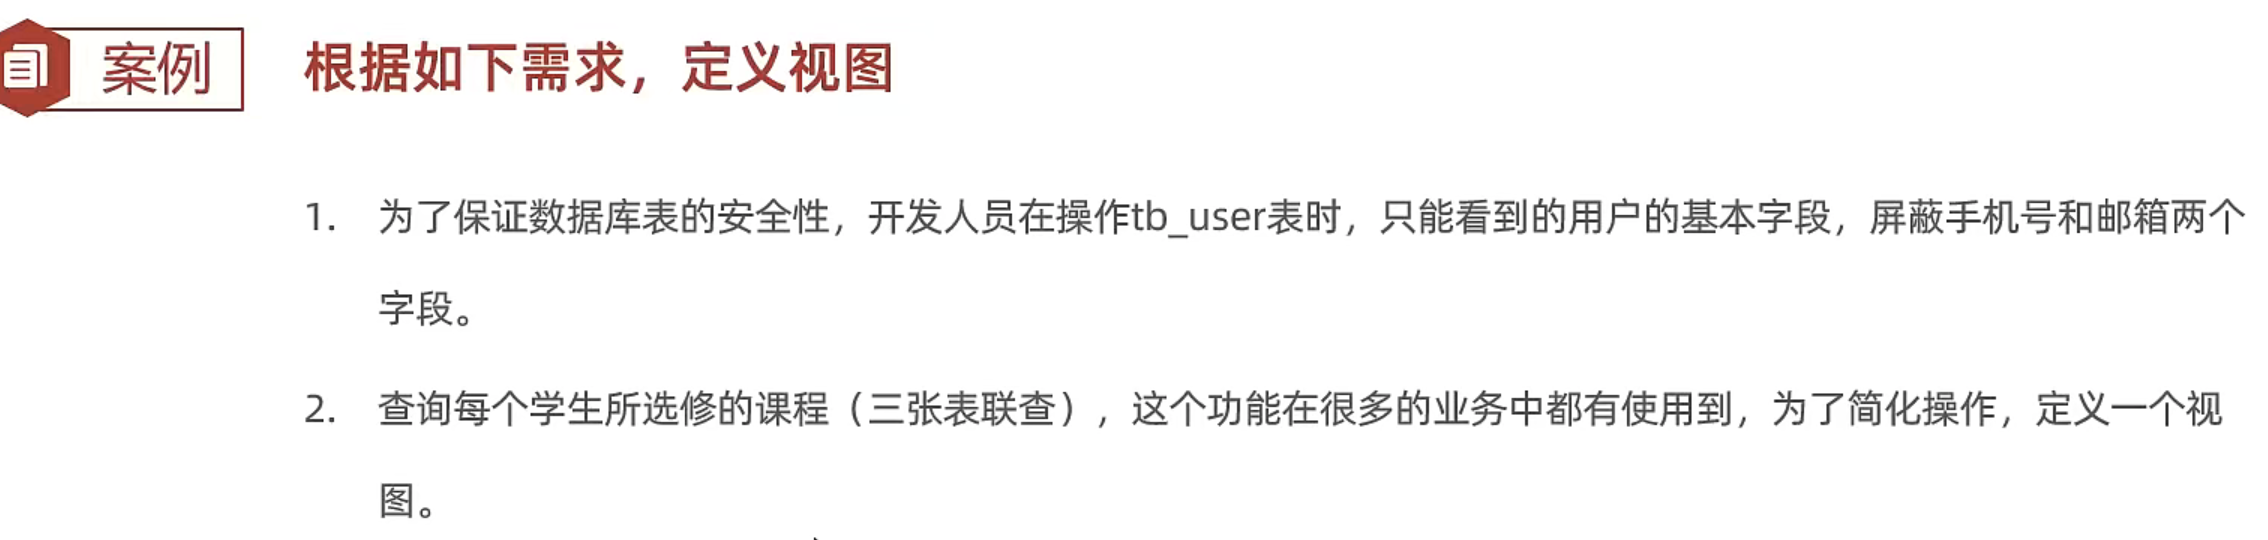 案例
根据如下需求，定义视图
1. 为了保证数据库表的安全性，开发人员在操作tb_user表时，只能看到的用户的基本字段，屏蔽手机号和邮箱两个
字段。
2. 查询每个学生所选修的课程（三张表联查），这个功能在很多的业务中都有使用到，为了简化操作，定义一个视
图。